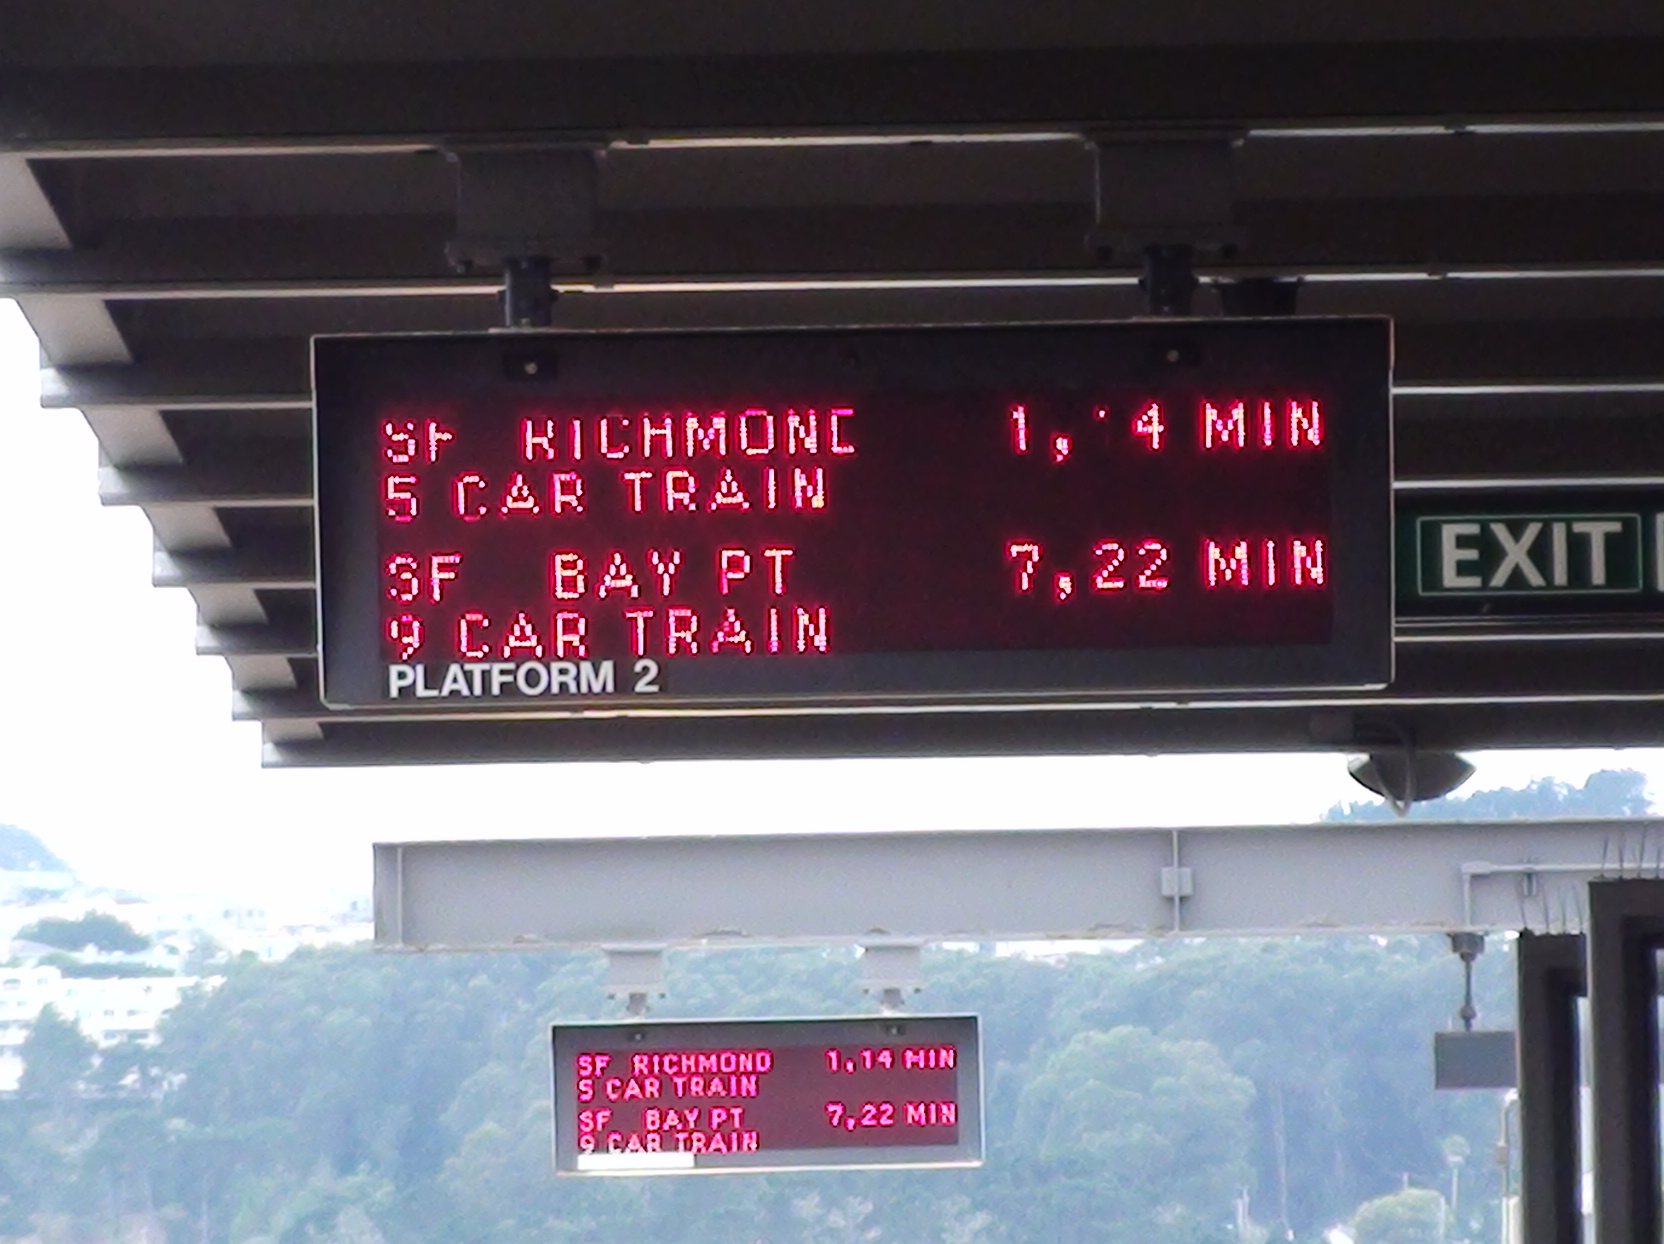 SF RICHMOND 1,14 MIN
5 CAR TRAIN
SF BAY PT 7,22 MIN
9 CAR TRAIN
PLATFORM 2
EXIT
SF RICHMOND 1,14 MIN
5 CAR TRAIN
SF BAY PT 7,22 MIN
9 CAR TRAIN